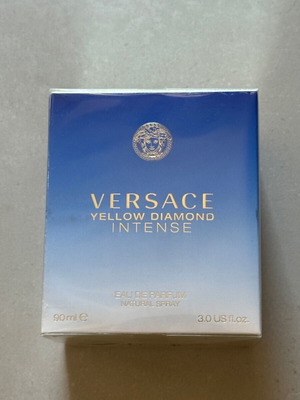 VERSACE
YELLOW DIAMOND
INTENSE
EAU DE PARFUM
NATURAL SPRAY
90 ml e 3.0 US fl.oz.